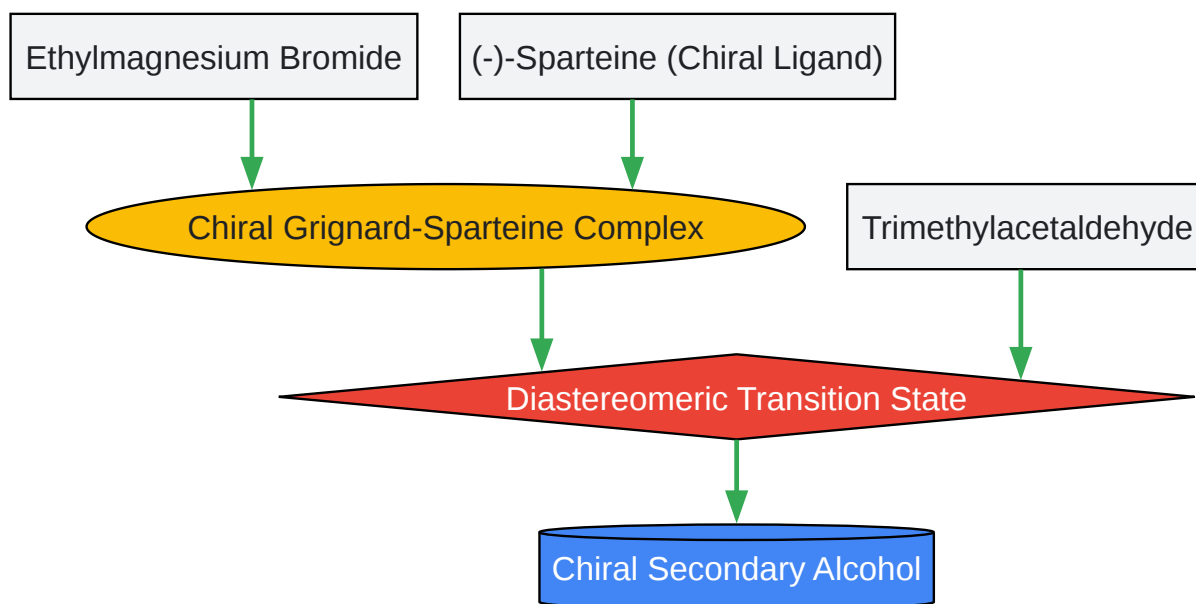 Ethylmagnesium Bromide
(-)-Sparteine (Chiral Ligand)
Chiral Grignard-Sparteine Complex
Trimethylacetaldehyde
Diastereomeric Transition State
Chiral Secondary Alcohol